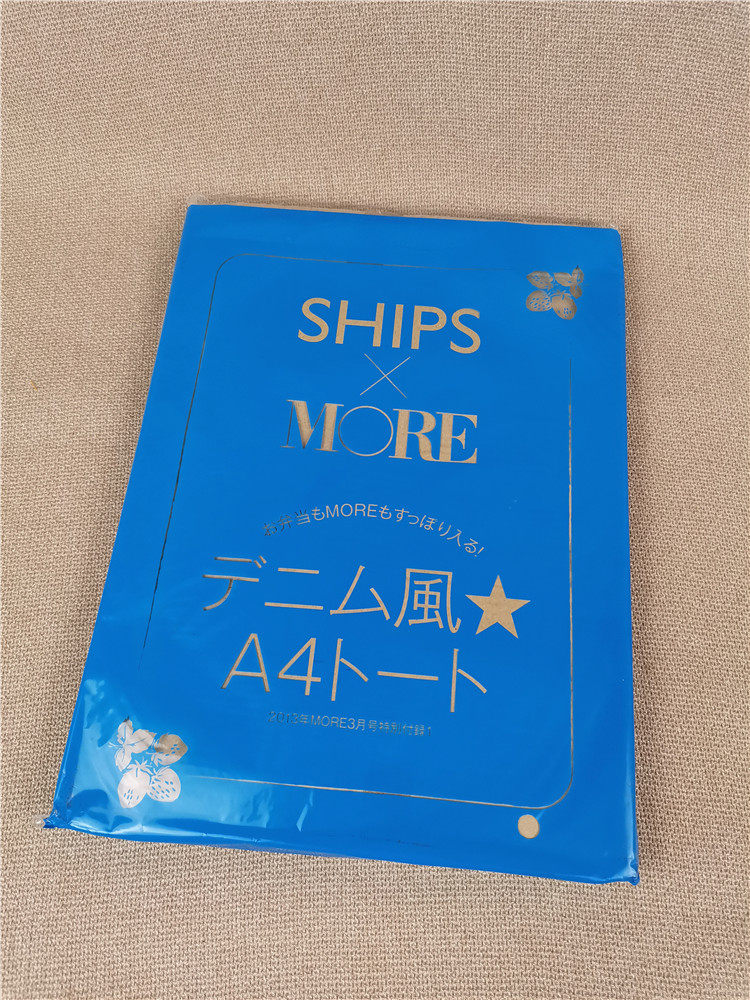 SHIPS
×
MORE
お弁当もMOREもすっぽり入る!
デニム風★
A4トート
2013年MORE3月号特別付録1